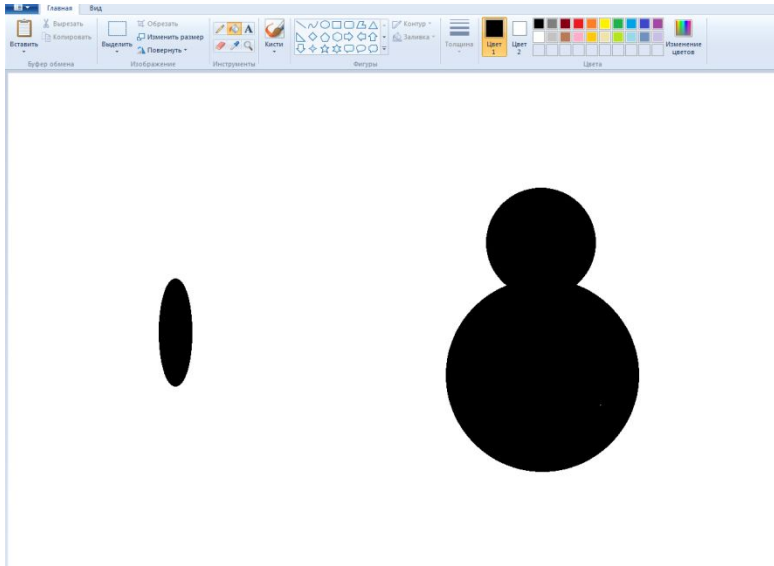 Главная Вид
Вставить
Вырезать
Копировать
Буфер обмена
Выделить
Обрезать
Изменить размер
Повернуть
Изображение
A
Инструменты
Кисти
Контур
Заливка
Фигуры
Толщина
Цвет 1
Цвет 2
Изменение цветов
Цвета